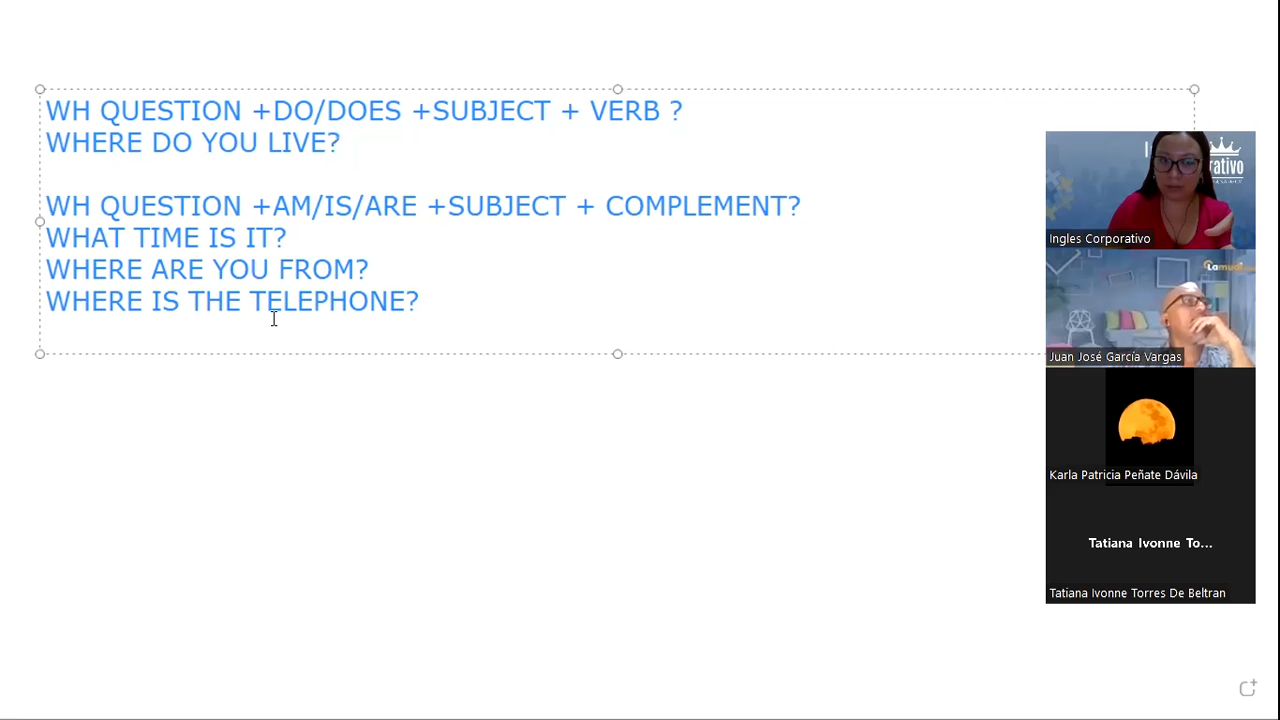 WH QUESTION +DO/DOES +SUBJECT + VERB ?
WHERE DO YOU LIVE?
WH QUESTION +AM/IS/ARE +SUBJECT + COMPLEMENT?
WHAT TIME IS IT?
WHERE ARE YOU FROM?
WHERE IS THE TELEPHONE?
Ingles Corporativo
Juan José García Vargas
Karla Patricia Peñate Dávila
Tatiana Ivonne To...
Tatiana Ivonne Torres De Beltran